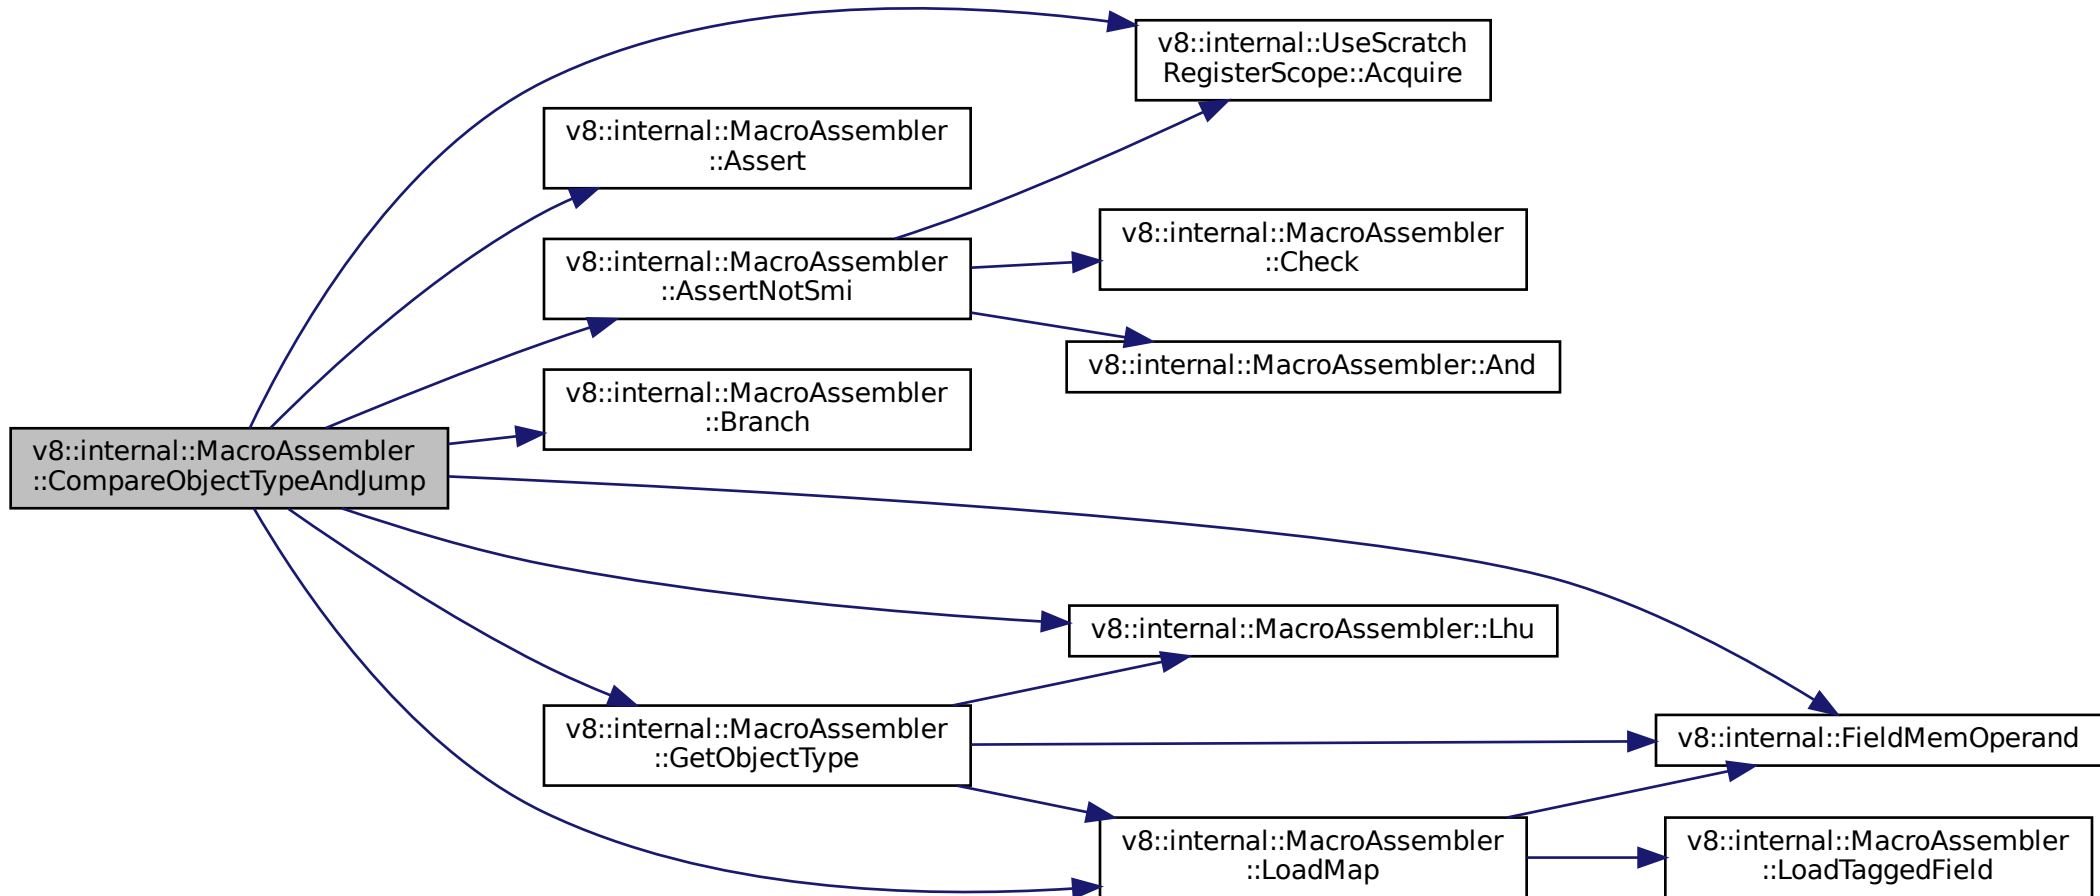 v8::internal::UseScratch
RegisterScope::Acquire
v8::internal::MacroAssembler
::Assert
v8::internal::MacroAssembler
::Check
v8::internal::MacroAssembler
::AssertNotSmi
v8::internal::MacroAssembler::And
v8::internal::MacroAssembler
::Branch
v8::internal::MacroAssembler
::CompareObjectTypeAndJump
v8::internal::MacroAssembler::Lhu
v8::internal::MacroAssembler
::GetObjectType
v8::internal::FieldMemOperand
v8::internal::MacroAssembler
::LoadMap
v8::internal::MacroAssembler
::LoadTaggedField